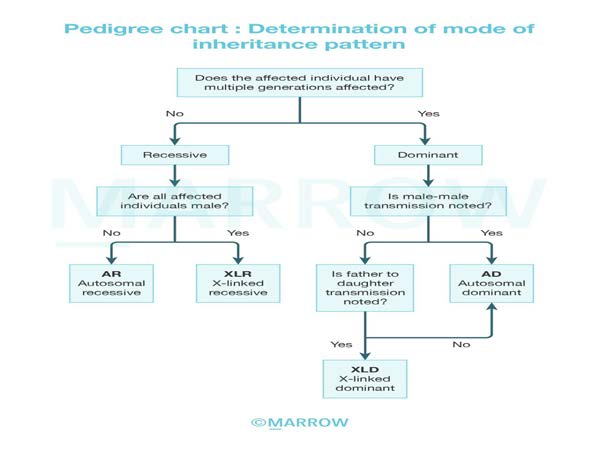 Pedigree chart : Determination of mode of
inheritance pattern
Does the affected individual have
multiple generations affected?
No
Yes
Recessive
Dominant
Are all affected
individuals male?
Is male-male
transmission noted?
No
Yes
No
Yes
AR
Autosomal
recessive
XLR
X-linked
recessive
Is father to
daughter
transmission
noted?
AD
Autosomal
dominant
Yes
No
XLD
X-linked
dominant
MARROW
©MARROW